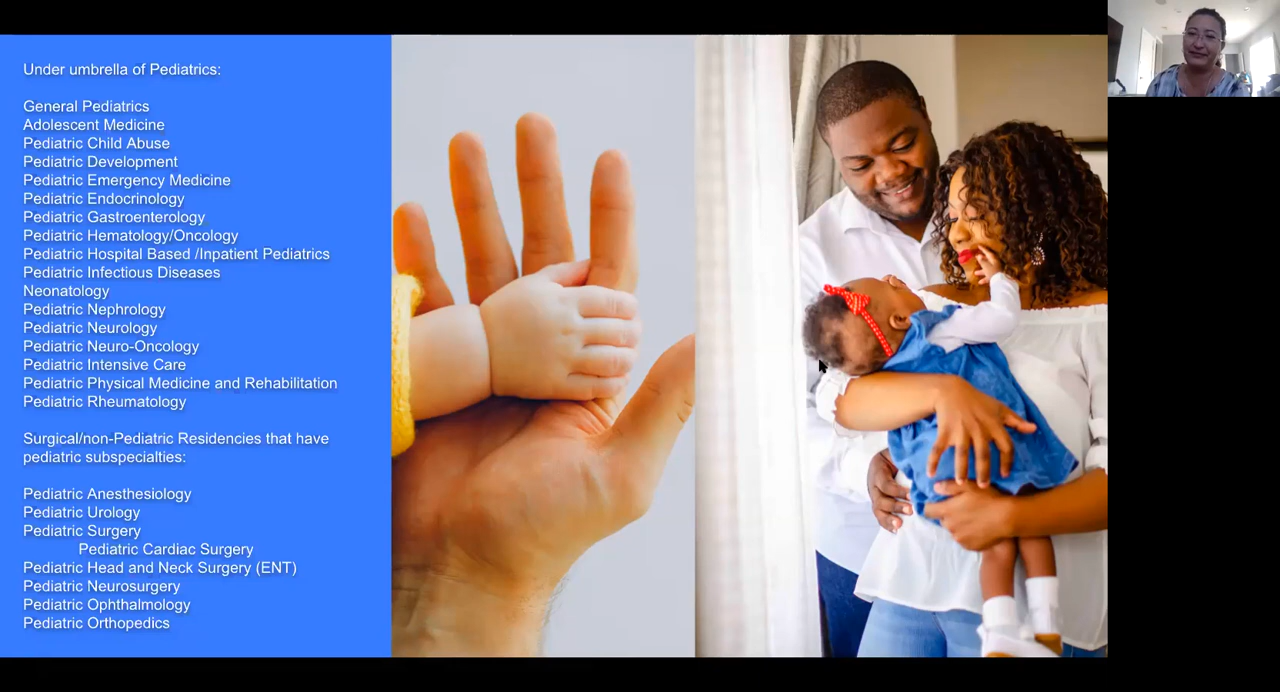 Under umbrella of Pediatrics:
General Pediatrics
Adolescent Medicine
Pediatric Child Abuse
Pediatric Development
Pediatric Emergency Medicine
Pediatric Endocrinology
Pediatric Gastroenterology
Pediatric Hematology/Oncology
Pediatric Hospital Based /Inpatient Pediatrics
Pediatric Infectious Diseases
Neonatology
Pediatric Nephrology
Pediatric Neurology
Pediatric Neuro-Oncology
Pediatric Intensive Care
Pediatric Physical Medicine and Rehabilitation
Pediatric Rheumatology
Surgical/non-Pediatric Residencies that have
pediatric subspecialties:
Pediatric Anesthesiology
Pediatric Urology
Pediatric Surgery
Pediatric Cardiac Surgery
Pediatric Head and Neck Surgery (ENT)
Pediatric Neurosurgery
Pediatric Ophthalmology
Pediatric Orthopedics